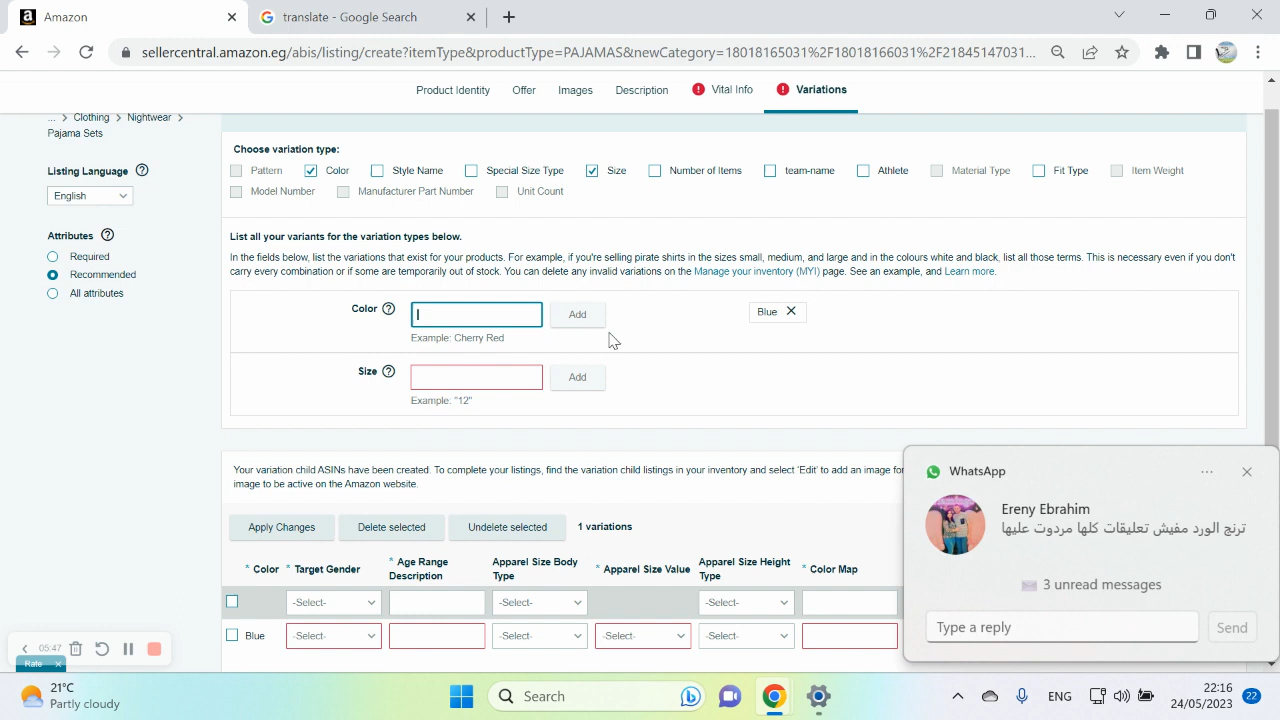 Amazon
translate - Google Search
sellercentral.amazon.eg/abis/listing/create?itemType&productType=PAJAMAS&newCategory=18018165031%2F18018166031%2F21845147031...
Product Identity Offer Images Description Vital Info Variations
... > Clothing > Nightwear >
Pajama Sets
Listing Language
English
Attributes
Required
Recommended
All attributes
Choose variation type:
Pattern Color Style Name Special Size Type Size Number of Items team-name Athlete Material Type Fit Type Item Weight
Model Number Manufacturer Part Number Unit Count
List all your variants for the variation types below.
In the fields below, list the variations that exist for your products. For example, if you're selling pirate shirts in the sizes small, medium, and large and in the colours white and black, list all those terms. This is necessary even if you don't
carry every combination or if some are temporarily out of stock. You can delete any invalid variations on the Manage your inventory (MYI) page. See an example, and Learn more.
Color Add Blue
Example: Cherry Red
Size Add
Example: "12"
Your variation child ASINs have been created. To complete your listings, find the variation child listings in your inventory and select 'Edit' to add an image for
image to be active on the Amazon website.
Apply Changes Delete selected Undelete selected 1 variations
* Color * Target Gender * Age Range Description Apparel Size Body Type * Apparel Size Value Apparel Size Height Type * Color Map
-Select- -Select- -Select-
Blue -Select- -Select- -Select- -Select-
WhatsApp
Ereny Ebrahim
ترنج الورد مفيش تعليقات كلها مردوت عليها
3 unread messages
Type a reply
Send
05:47
Rate
21°C
Partly cloudy
Search
ENG
22:16
24/05/2023
22